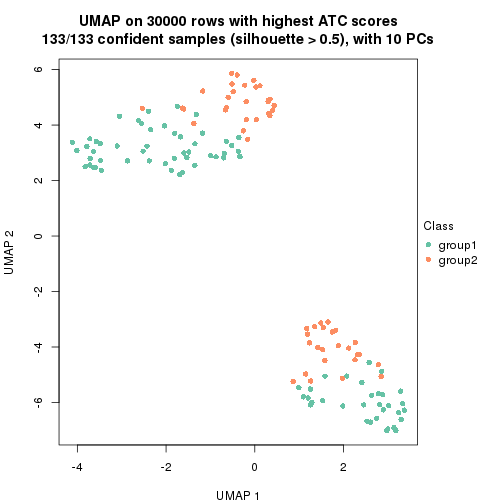 UMAP on 30000 rows with highest ATC scores
133/133 confident samples (silhouette > 0.5), with 10 PCs
6
4
2
0
-2
-4
-6
UMAP 2
-4
-2
0
2
UMAP 1
Class
group1
group2